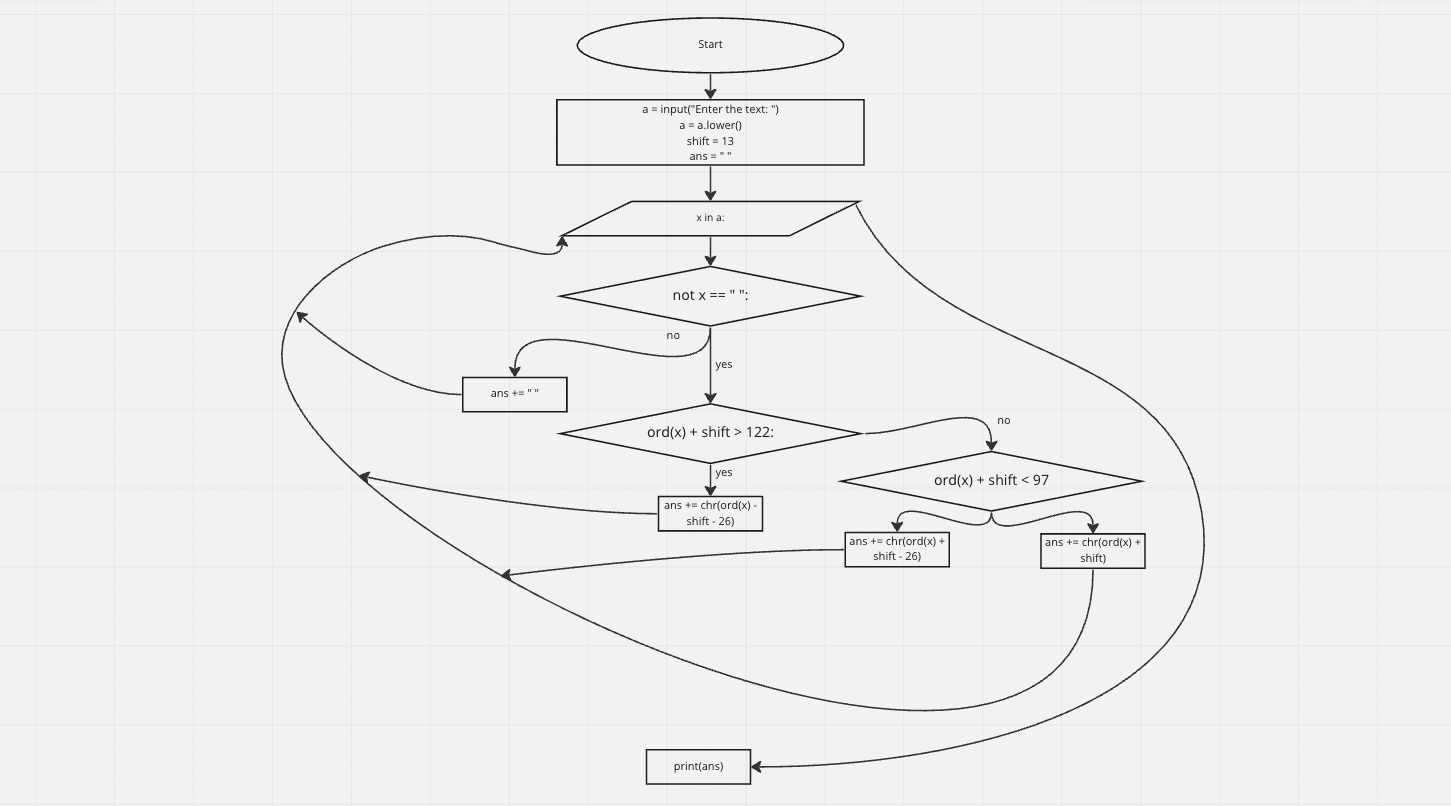 Start
a = input("Enter the text: ")
a = a.lower()
shift = 13
ans = " "
x in a:
not x == " ":
no
yes
ans += " "
ord(x) + shift > 122:
no
yes
ord(x) + shift < 97
ans += chr(ord(x) -
shift - 26)
ans += chr(ord(x) +
shift - 26)
ans += chr(ord(x) +
shift)
print(ans)